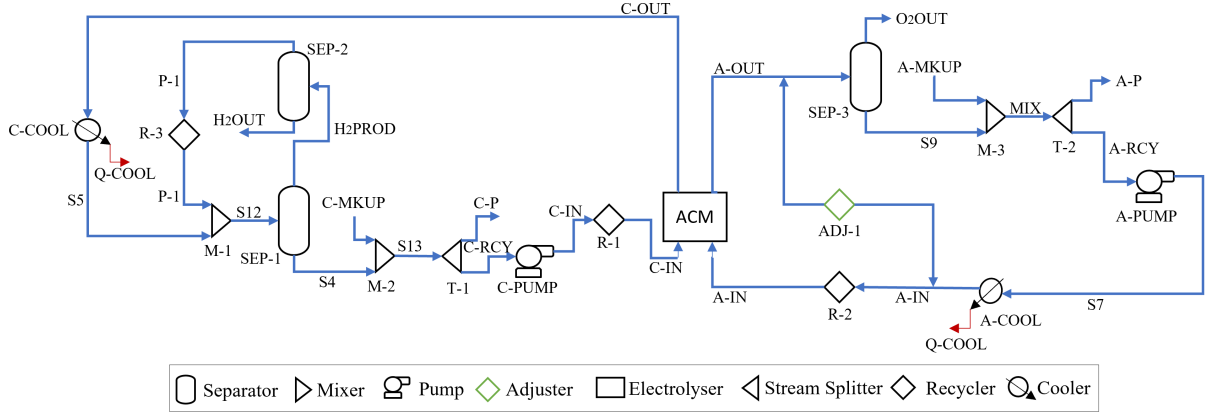 C-OUT
O2OUT
SEP-2
A-OUT
A-MKUP
A-P
P-1
SEP-3
MIX
C-COOL
R-3
H2OUT
H2PROD
S9
M-3
T-2
A-RCY
Q-COOL
P-1
S5
S12
C-MKUP
C-P
C-IN
ACM
A-PUMP
M-1
SEP-1
S13
C-RCY
R-1
ADJ-1
S4
M-2
T-1
C-PUMP
C-IN
A-IN
R-2
A-IN
A-COOL
S7
Q-COOL
Separator Mixer Pump Adjuster Electrolyser Stream Splitter Recycler Cooler